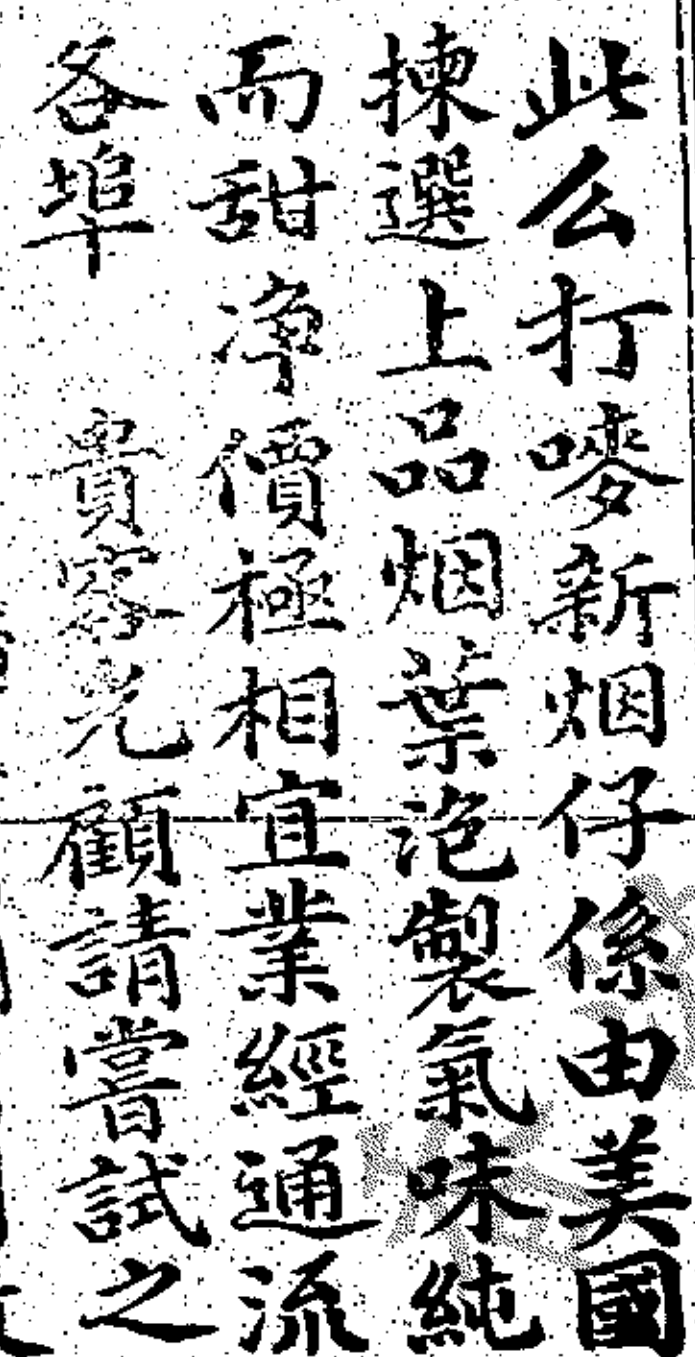 此么打嘜新烟仔係由美國
揀選上品烟葉泡製氣味純
而甜淨價極相宜業經通流
各埠　貴客光顧請嘗試之